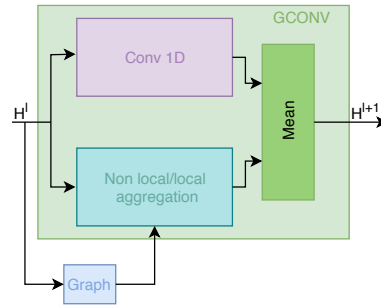 GCONV
Conv 1D
H^l
Mean
H^{l+1}
Non local/local
aggregation
Graph